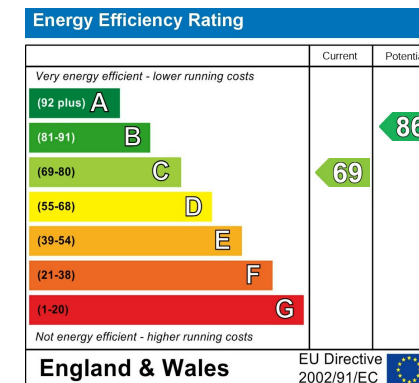 Energy Efficiency Rating
Current Potenti
Very energy efficient - lower running costs
(92 plus) A
(81-91) B
(69-80) C
(55-68) D
(39-54) E
(21-38) F
(1-20) G
69
86
Not energy efficient - higher running costs
England & Wales
EU Directive
2002/91/EC